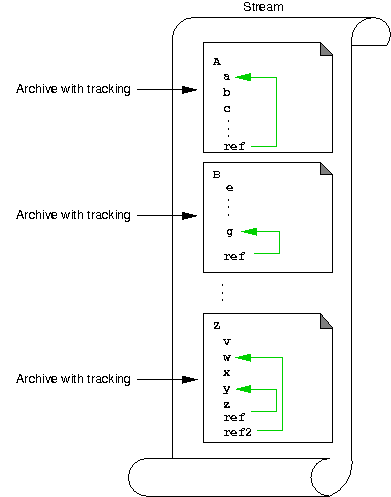 Stream
A
a
Archive with tracking
b
c
ref
B
e
Archive with tracking
g
ref
Z
v
w
x
Archive with tracking
y
z
ref
ref2